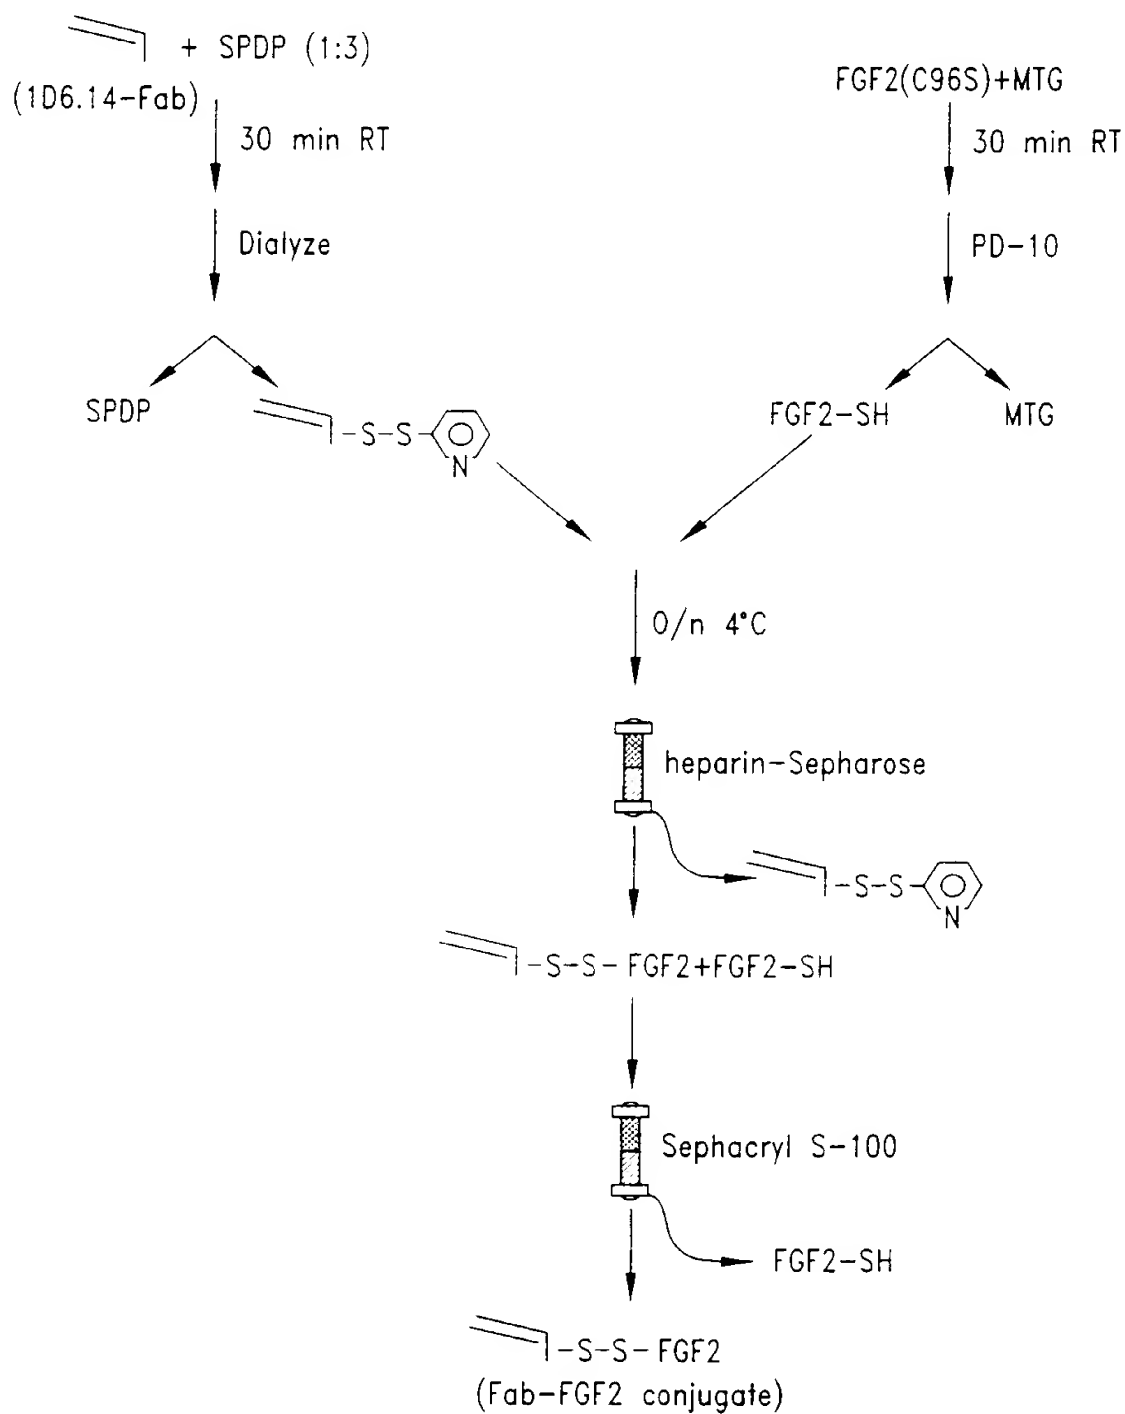 + SPDP (1:3)
(1D6.14-Fab)
30 min RT
Dialyze
SPDP
-S-S-
N
FGF2(C96S)+MTG
30 min RT
PD-10
FGF2-SH
MTG
O/n 4°C
heparin-Sepharose
-S-S-
N
-S-S- FGF2+FGF2-SH
Sephacryl S-100
FGF2-SH
-S-S- FGF2
(Fab-FGF2 conjugate)